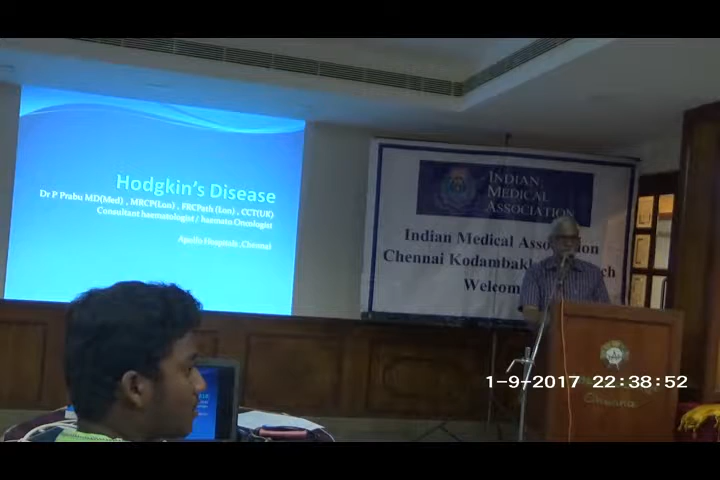 Hodgkin's Disease
Dr P Prabu MD(Med) , MRCP(Lon) , FRCPath (Lon) , CCT(UK)
Consultant haematologist / haemato Oncologist
Apollo Hospitals , Chennai
INDIAN
MEDICAL
ASSOCIATION
Indian Medical Association
Chennai Kodambak
Welcom
1-9-2017 22:38:52